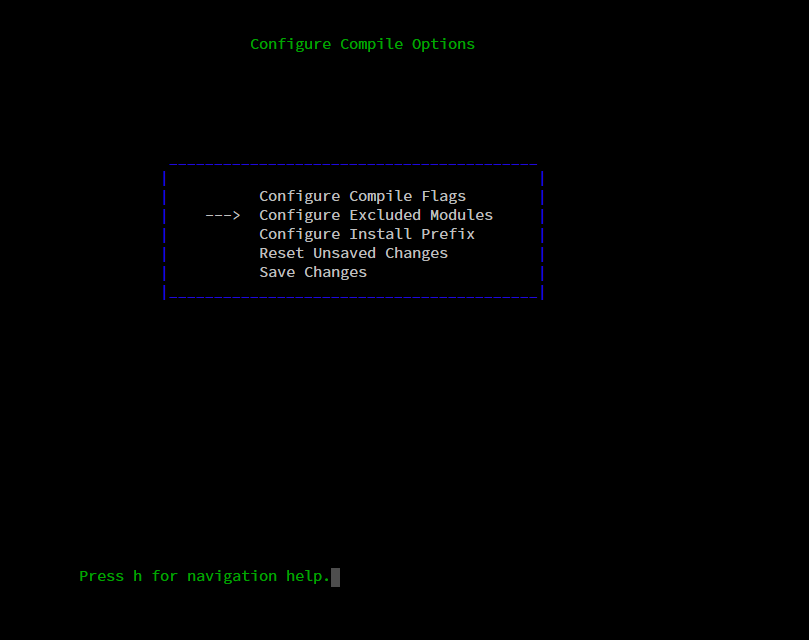 Configure Compile Options
Configure Compile Flags
---> Configure Excluded Modules
Configure Install Prefix
Reset Unsaved Changes
Save Changes
Press h for navigation help.